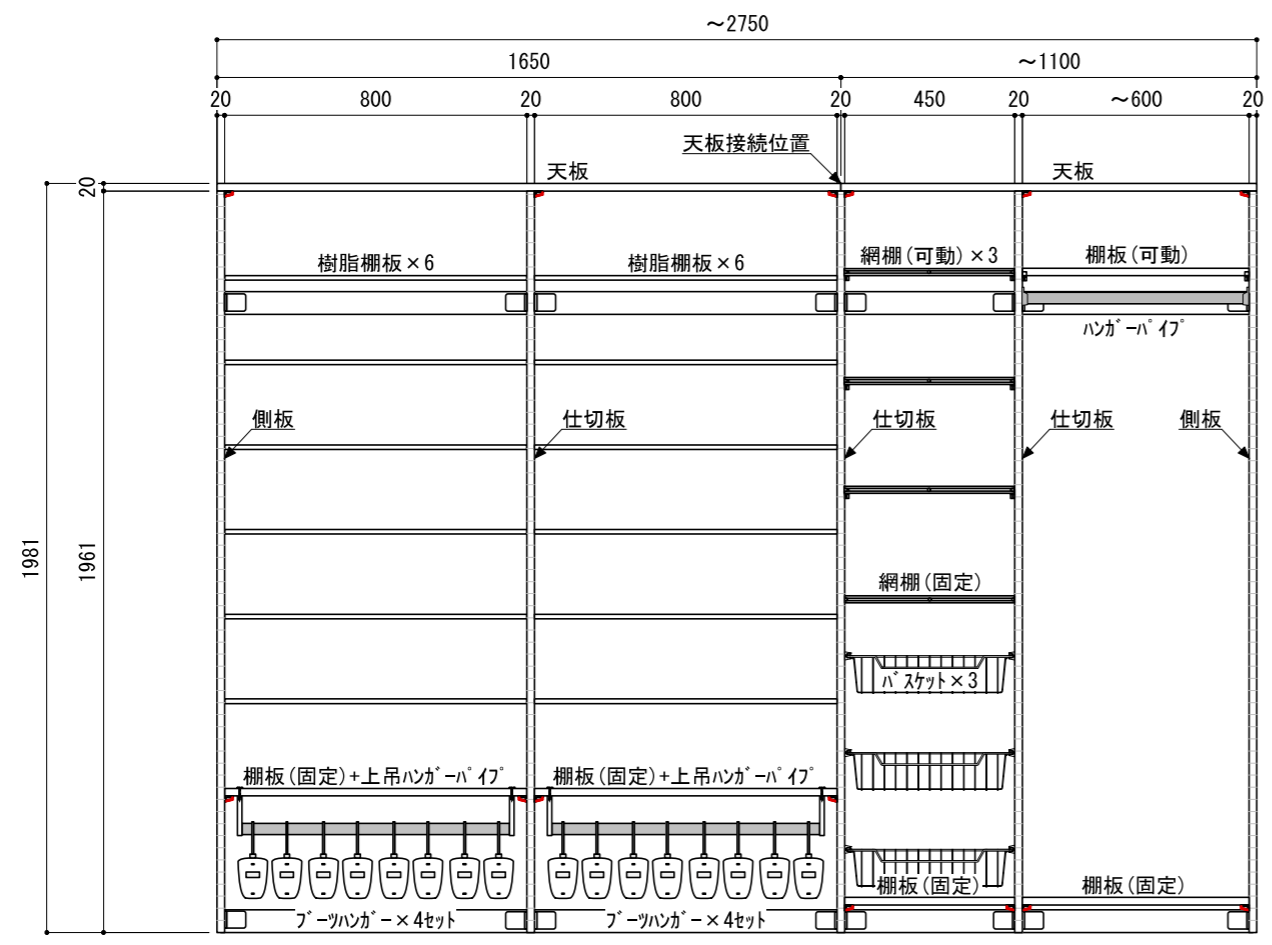 ～2750
1650
～1100
20
800
20
800
20
450
20
～600
20
天板接続位置
天板
天板
20
樹脂棚板×6
樹脂棚板×6
網棚(可動)×3
棚板(可動)
ﾊﾝｶﾞｰﾊﾟｲﾌﾟ
側板
仕切板
仕切板
仕切板
側板
1981
1961
網棚(固定)
ﾊﾞｽｹｯﾄ×3
棚板(固定)+上吊ﾊﾝｶﾞｰﾊﾟｲﾌﾟ
棚板(固定)+上吊ﾊﾝｶﾞｰﾊﾟｲﾌﾟ
棚板(固定)
棚板(固定)
ﾌﾞｰﾂﾊﾝｶﾞｰ×4ｾｯﾄ
ﾌﾞｰﾂﾊﾝｶﾞｰ×4ｾｯﾄ